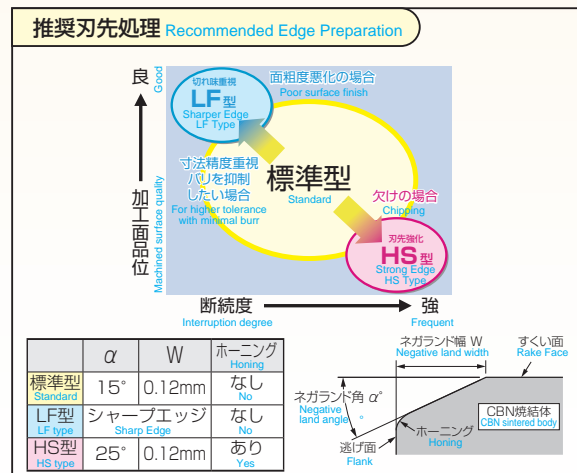 推奨刃先処理 Recommended Edge Preparation
良
Good
加工面品位
Machined surface quality
切れ味重視
LF型
Sharper Edge
LF Type
面粗度悪化の場合
Poor surface finish
寸法精度重視
バリを抑制
したい場合
For higher tolerance
with minimal burr
標準型
Standard
欠けの場合
Chipping
刃先強化
HS型
Strong Edge
HS Type
断続度
Interruption degree
強
Frequent
α W ホーニング
Honing
標準型 15° 0.12mm なし
Standard No
LF型 シャープエッジ なし
LF type Sharp Edge No
HS型 25° 0.12mm あり
HS type Yes
ネガランド幅 W
Negative land width
すくい面
Rake Face
ネガランド角 α°
Negative
land angle °
CBN焼結体
CBN sintered body
ホーニング
Honing
逃げ面
Flank